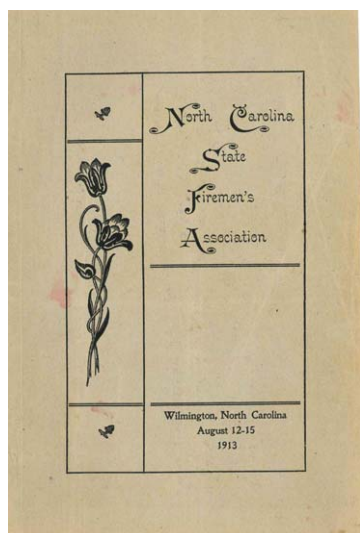 North Carolina
State
Firemen's
Association
Wilmington, North Carolina
August 12-15
1913